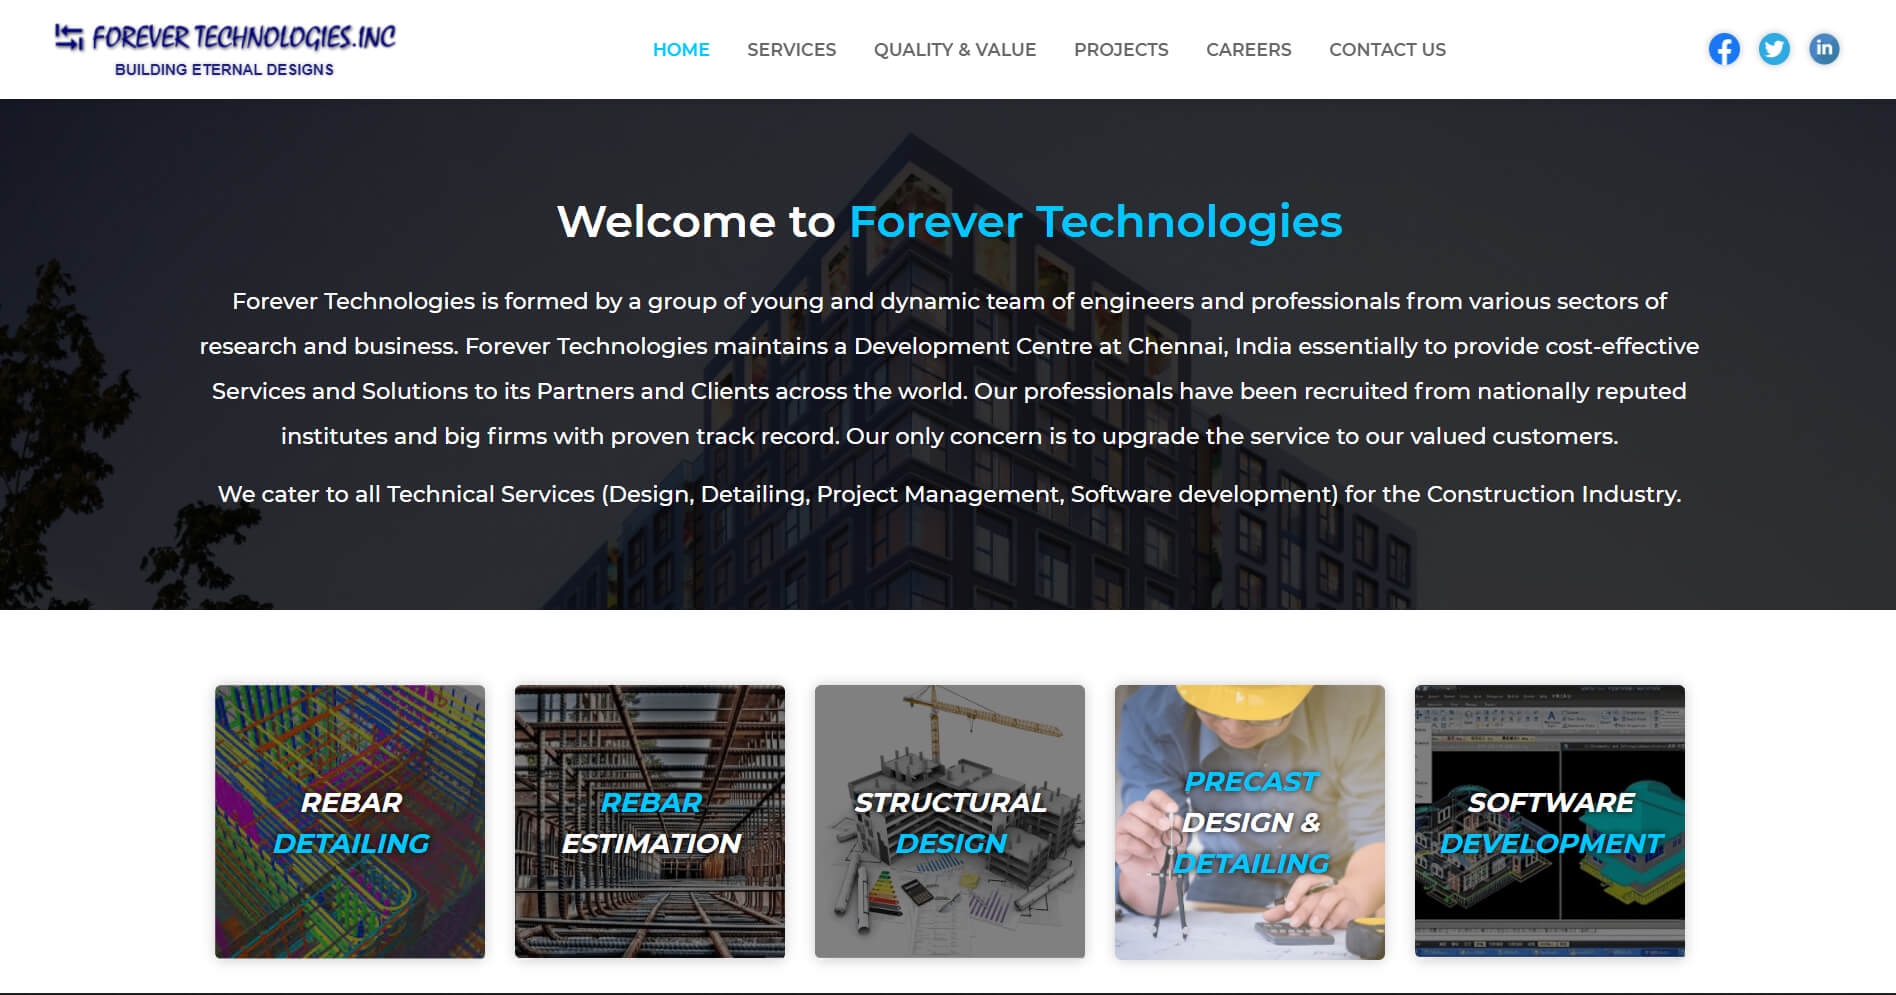 FOREVER TECHNOLOGIES.INC
BUILDING ETERNAL DESIGNS
HOME SERVICES QUALITY & VALUE PROJECTS CAREERS CONTACT US
Welcome to Forever Technologies
Forever Technologies is formed by a group of young and dynamic team of engineers and professionals from various sectors of
research and business. Forever Technologies maintains a Development Centre at Chennai, India essentially to provide cost-effective
Services and Solutions to its Partners and Clients across the world. Our professionals have been recruited from nationally reputed
institutes and big firms with proven track record. Our only concern is to upgrade the service to our valued customers.
We cater to all Technical Services (Design, Detailing, Project Management, Software development) for the Construction Industry.
REBAR
DETAILING
REBAR
ESTIMATION
STRUCTURAL
DESIGN
PRECAST
DESIGN &
DETAILING
SOFTWARE
DEVELOPMENT